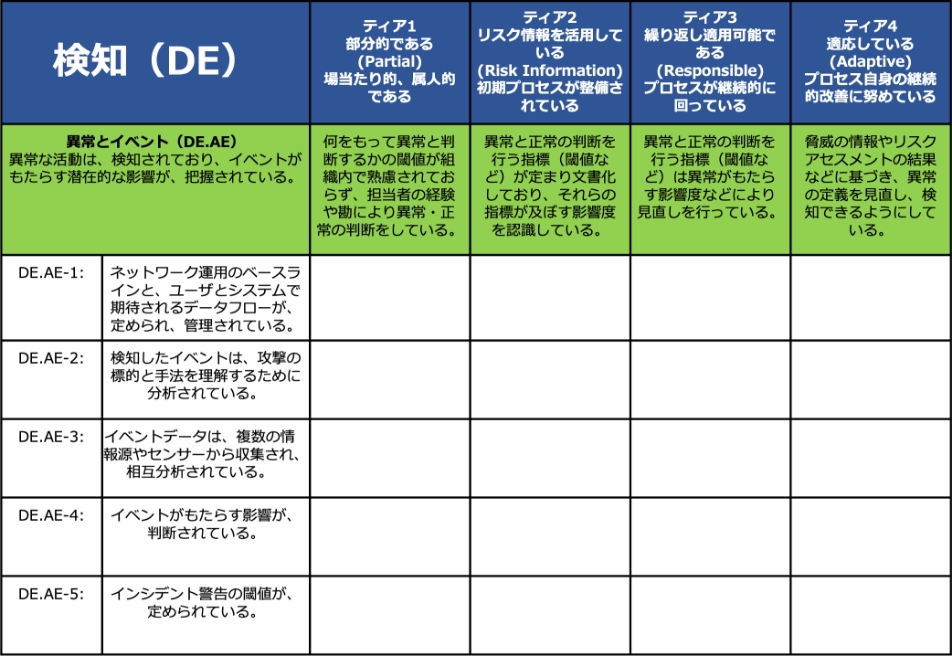 検知（DE）
ティア1
部分的である
(Partial)
場当たり的、属人的
である
ティア2
リスク情報を活用して
いる
(Risk Information)
初期プロセスが整備さ
れている
ティア3
繰り返し適用可能で
ある
(Responsible)
プロセスが継続的に
回っている
ティア4
適応している
(Adaptive)
プロセス自身の継続
的改善に努めている
異常とイベント（DE.AE）
異常な活動は、検知されており、イベントが
もたらす潜在的な影響が、把握されている。
何をもって異常と判
断するかの閾値が組
織内で熟慮されてお
らず、担当者の経験
や勘により異常・正
常の判断をしている。
異常と正常の判断を
行う指標（閾値な
ど）が定まり文書化
しており、それらの
指標が及ぼす影響度
を認識している。
異常と正常の判断を
行う指標（閾値な
ど）は異常がもたら
す影響度などにより
見直しを行っている。
脅威の情報やリスク
アセスメントの結果
などに基づき、異常
の定義を見直し、検
知できるようにして
いる。
DE.AE-1:
ネットワーク運用のベースラ
インと、ユーザとシステムで
期待されるデータフローが、
定められ、管理されている。
DE.AE-2:
検知したイベントは、攻撃の
標的と手法を理解するために
分析されている。
DE.AE-3:
イベントデータは、複数の情
報源やセンサーから収集され、
相互分析されている。
DE.AE-4:
イベントがもたらす影響が、
判断されている。
DE.AE-5:
インシデント警告の閾値が、
定められている。